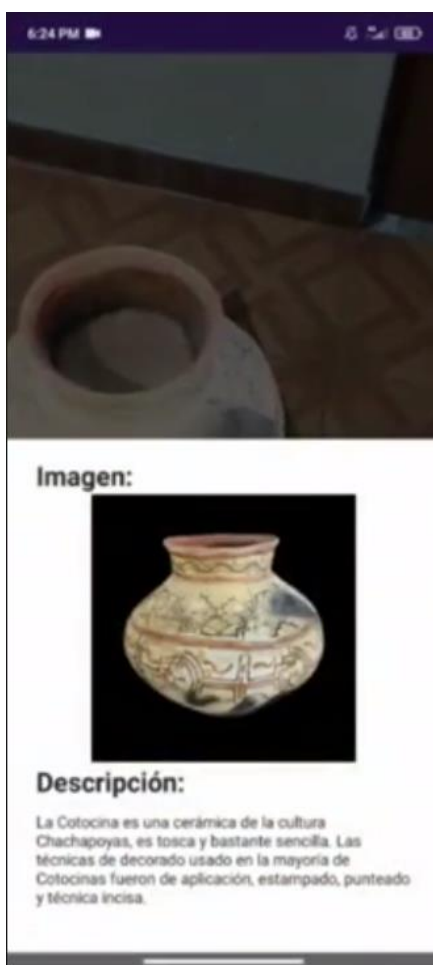 6:24 PM
Imagen:
Descripción:
La Cotocina es una cerámica de la cultura
Chachapoyas, es tosca y bastante sencilla. Las
técnicas de decorado usado en la mayoría de
Cotocinas fueron de aplicación, estampado, punteado
y técnica incisa.